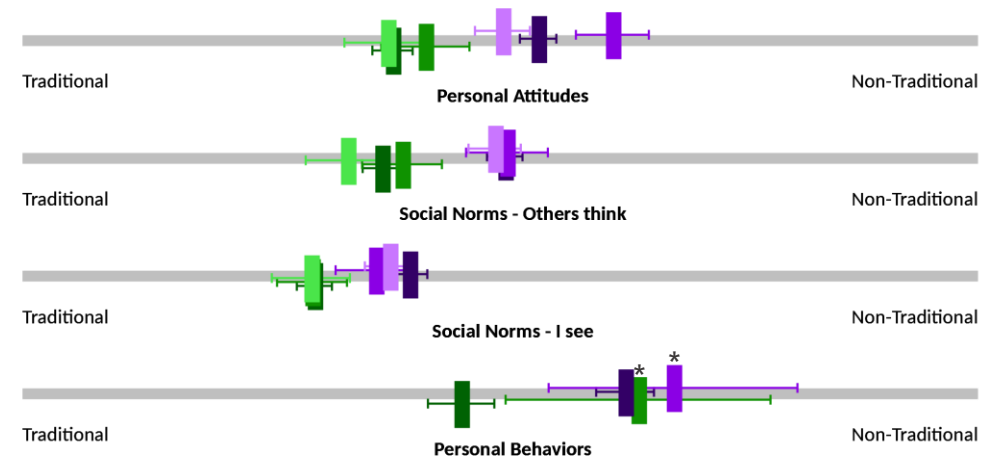 Traditional
Non-Traditional
Personal Attitudes
Traditional
Non-Traditional
Social Norms - Others think
Traditional
Non-Traditional
Social Norms - I see
*
*
Traditional
Non-Traditional
Personal Behaviors